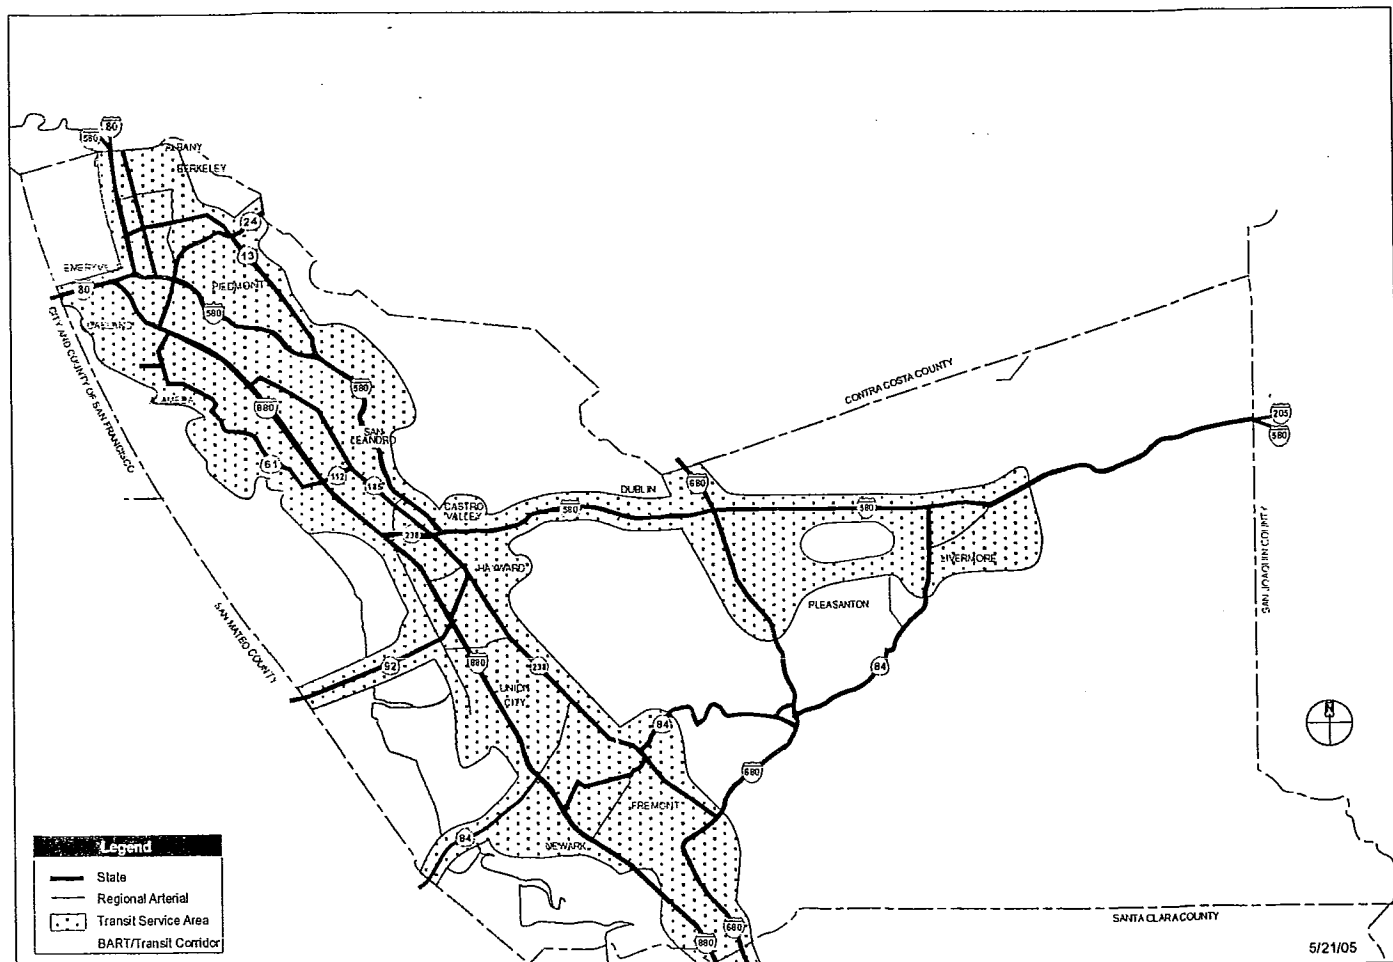 80
580
ALBANY
BERKELEY
24
13
EMERYV
80
PIEDMONT
580
OAKLAND
CITY AND COUNTY OF SAN FRANCISCO
580
ALAMEDA
880
SAN
LEANDRO
61
112
185
CASTRO
VALLEY
238
HAYWARD
DUBLIN
580
680
580
CONTRA COSTA COUNTY
205
580
LIVERMORE
PLEASANTON
SAN JOAQUIN COUNTY
SAN MATEO COUNTY
92
880
238
84
UNION
CITY
84
N
680
FREMONT
84
NEWARK
880
680
SANTA CLARA COUNTY
Legend
State
Regional Arterial
Transit Service Area
BART/Transit Corridor
5/21/05